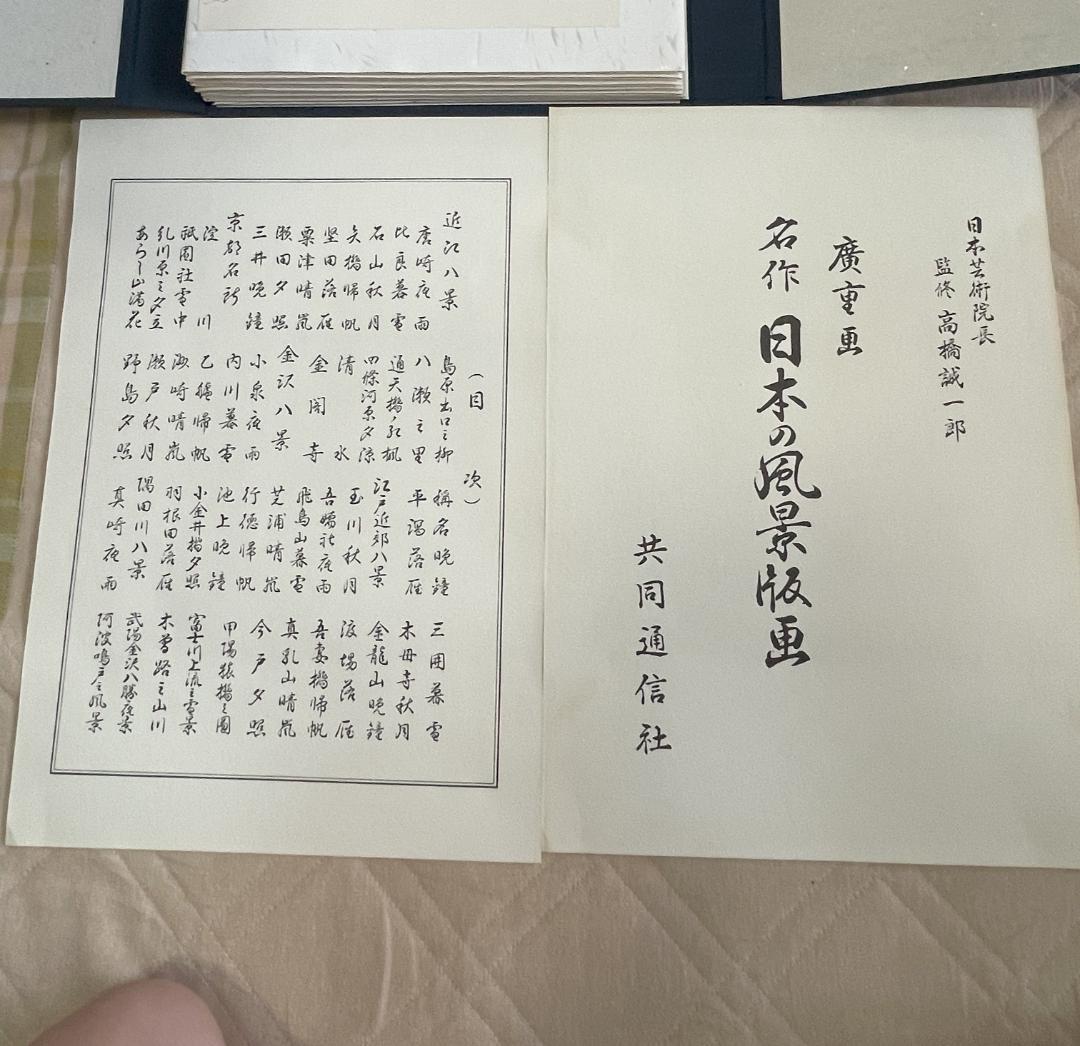 日本芸術院長
監修 高橋誠一郎
廣重画
名作 日本の風景版画
共同通信社
(目 次)
近江八景
唐崎夜雨
比良暮雪
石山秋月
矢橋帰帆
堅田落雁
粟津晴嵐
瀬田夕照
三井晩鐘
京都名所
淀川
祇園社雪中
糺川原之夕立
あらし山満花
島原出口之柳
八瀬之里
通天橋ノ紅楓
四條河原夕涼
清水
金閣寺
金沢八景
小泉夜雨
内川暮雪
乙艫帰帆
洲崎晴嵐
瀬戸秋月
野島夕照
稱名晩鐘
平潟落雁
江戸近郊八景
玉川秋月
吾嬬社夜雨
飛鳥山暮雪
芝浦晴嵐
行徳帰帆
池上晩鐘
小金井橋夕照
羽根田落雁
隅田川八景
真崎夜雨
三囲暮雪
木母寺秋月
金龍山晩鐘
渡場落雁
吾妻橋帰帆
真乳山晴嵐
今戸夕照
甲陽猿橋之圖
富士川上流之雪景
木曽路之山川
武陽金沢八勝夜景
阿波鳴戸之風景